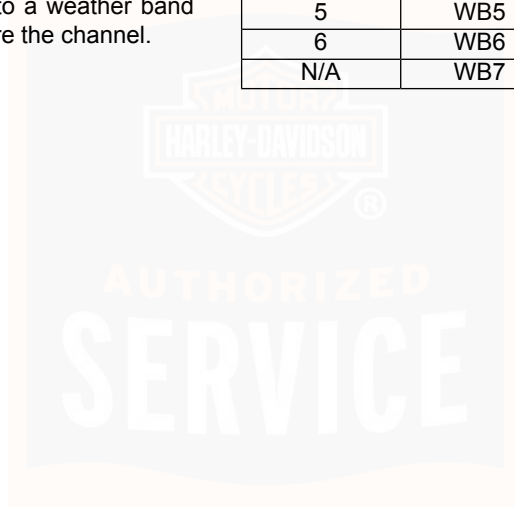 to a weather band
re the channel.
5 WB5
6 WB6
N/A WB7
MOTOR
HARLEY-DAVIDSON
CYCLES
®
AUTHORIZED
SERVICE